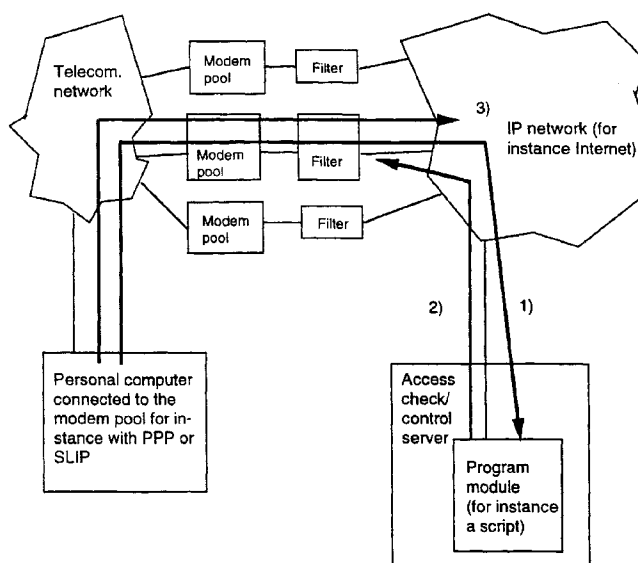 Telecom.
network
Modem
pool
Filter
3)
IP network (for
instance Internet)
Modem
pool
Filter
Modem
pool
Filter
2)
1)
Personal computer
connected to the
modem pool for in-
stance with PPP or
SLIP
Access
check/
control
server
Program
module
(for instance
a script)